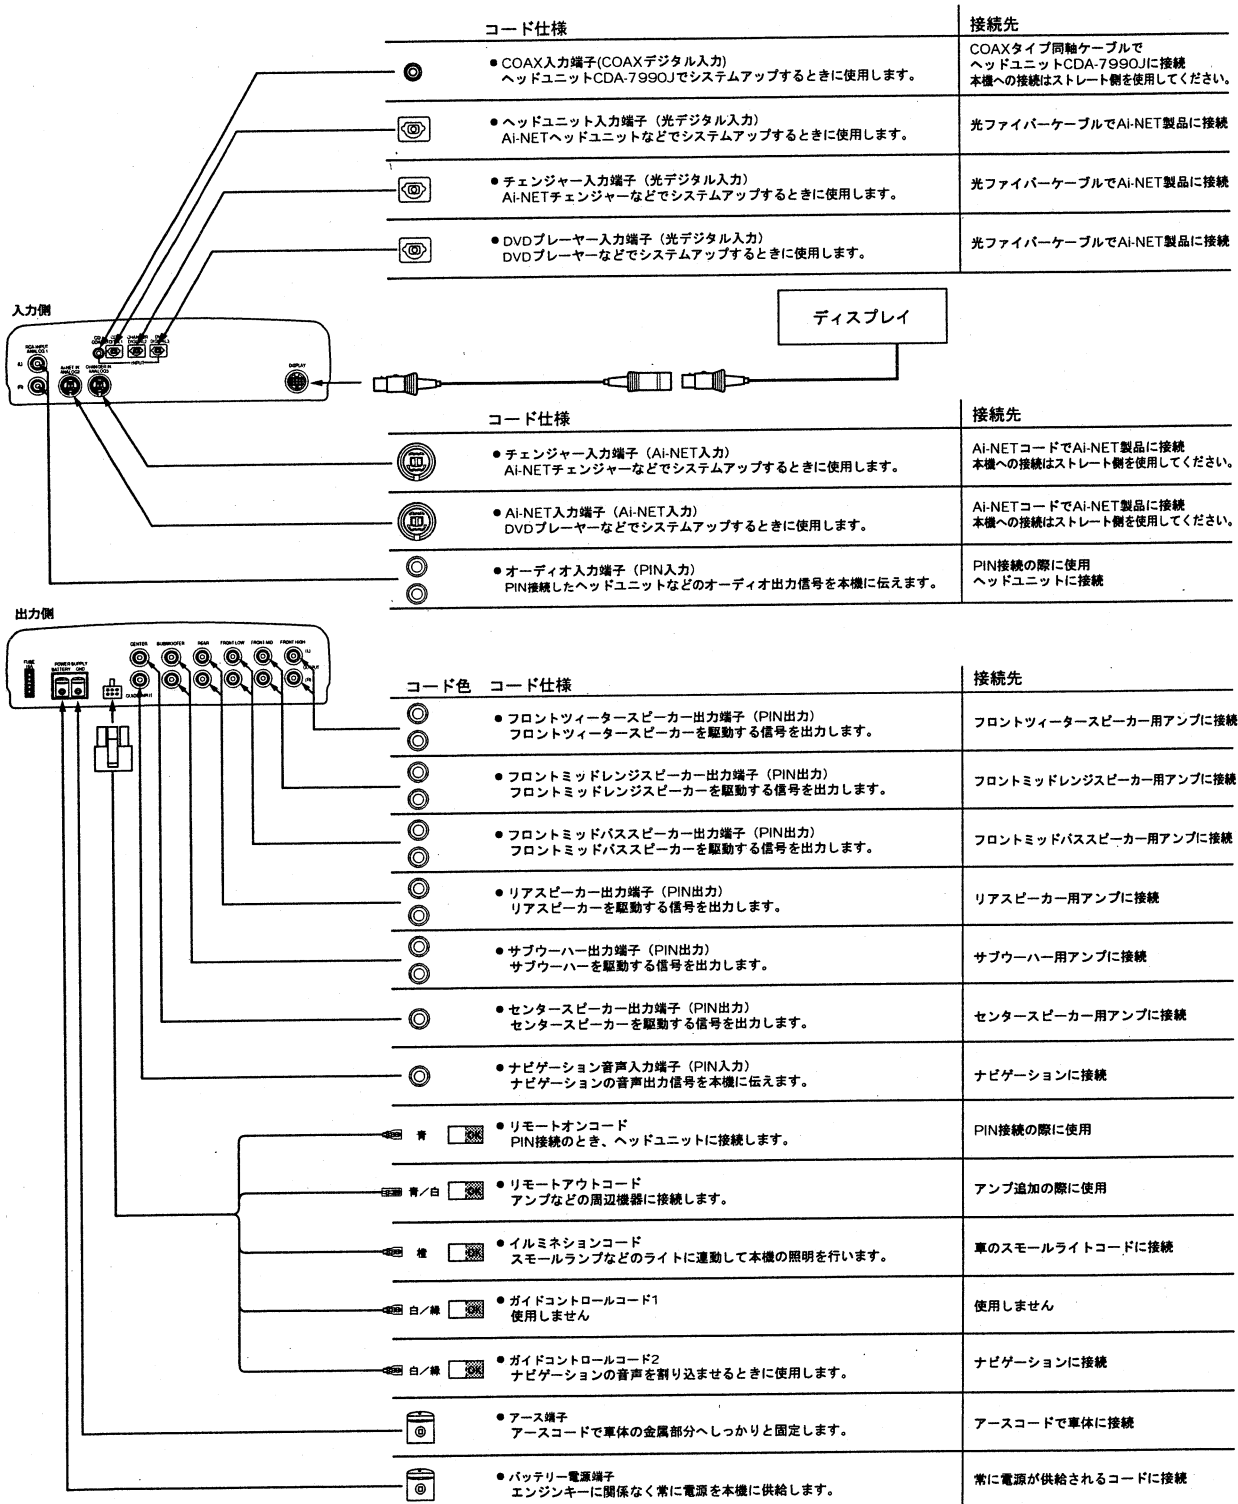 コード仕様
接続先
● COAX入力端子(COAXデジタル入力)
ヘッドユニットCDA-7990Jでシステムアップするときに使用します。
COAXタイプ同軸ケーブルで
ヘッドユニットCDA-7990Jに接続
本機への接続はストレート側を使用してください。
● ヘッドユニット入力端子（光デジタル入力）
Ai-NETヘッドユニットなどでシステムアップするときに使用します。
光ファイバーケーブルでAi-NET製品に接続
● チェンジャー入力端子（光デジタル入力）
Ai-NETチェンジャーなどでシステムアップするときに使用します。
光ファイバーケーブルでAi-NET製品に接続
● DVDプレーヤー入力端子（光デジタル入力）
DVDプレーヤーなどでシステムアップするときに使用します。
光ファイバーケーブルでAi-NET製品に接続
入力側
ディスプレイ
RCA INPUT
ANALOG 1
(L)
(R)
Ai-NET IN
ANALOG2
CHANGER IN
ANALOG3
INPUT
DISPLAY
コード仕様
接続先
● チェンジャー入力端子（Ai-NET入力）
Ai-NETチェンジャーなどでシステムアップするときに使用します。
Ai-NETコードでAi-NET製品に接続
本機への接続はストレート側を使用してください。
● Ai-NET入力端子（Ai-NET入力）
DVDプレーヤーなどでシステムアップするときに使用します。
Ai-NETコードでAi-NET製品に接続
本機への接続はストレート側を使用してください。
● オーディオ入力端子（PIN入力）
PIN接続したヘッドユニットなどのオーディオ出力信号を本機に伝えます。
PIN接続の際に使用
ヘッドユニットに接続
出力側
FUSE
POWER SUPPLY
BATTERY GND
CENTER
SUBWOOFER
REAR
FRONT LOW
FRONT MID
FRONT HIGH
(L)
OUTPUT
(R)
コード色
コード仕様
接続先
● フロントツィータースピーカー出力端子（PIN出力）
フロントツィータースピーカーを駆動する信号を出力します。
フロントツィータースピーカー用アンプに接続
● フロントミッドレンジスピーカー出力端子（PIN出力）
フロントミッドレンジスピーカーを駆動する信号を出力します。
フロントミッドレンジスピーカー用アンプに接続
● フロントミッドバススピーカー出力端子（PIN出力）
フロントミッドバススピーカーを駆動する信号を出力します。
フロントミッドバススピーカー用アンプに接続
● リアスピーカー出力端子（PIN出力）
リアスピーカーを駆動する信号を出力します。
リアスピーカー用アンプに接続
● サブウーハー出力端子（PIN出力）
サブウーハーを駆動する信号を出力します。
サブウーハー用アンプに接続
● センタースピーカー出力端子（PIN出力）
センタースピーカーを駆動する信号を出力します。
センタースピーカー用アンプに接続
● ナビゲーション音声入力端子（PIN入力）
ナビゲーションの音声出力信号を本機に伝えます。
ナビゲーションに接続
青 OK
● リモートオンコード
PIN接続のとき、ヘッドユニットに接続します。
PIN接続の際に使用
青／白 OK
● リモートアウトコード
アンプなどの周辺機器に接続します。
アンプ追加の際に使用
橙 OK
● イルミネションコード
スモールランプなどのライトに連動して本機の照明を行います。
車のスモールライトコードに接続
白／緑 OK
● ガイドコントロールコード1
使用しません
使用しません
白／緑 OK
● ガイドコントロールコード2
ナビゲーションの音声を割り込ませるときに使用します。
ナビゲーションに接続
● アース端子
アースコードで車体の金属部分へしっかりと固定します。
アースコードで車体に接続
● バッテリー電源端子
エンジンキーに関係なく常に電源を本機に供給します。
常に電源が供給されるコードに接続